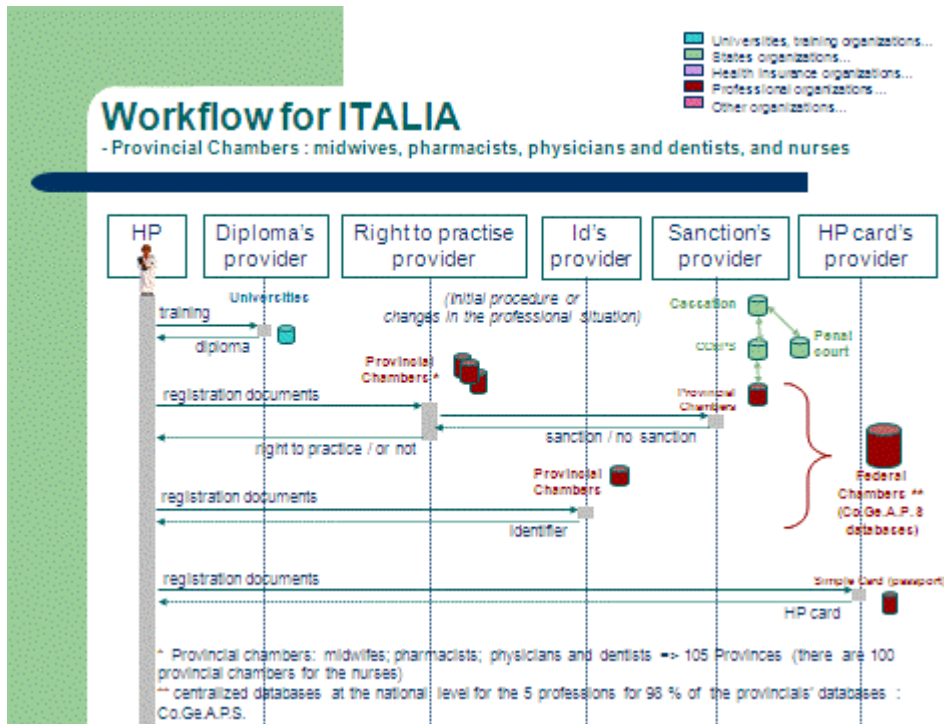 Universities, training organizations...
States organizations...
Health Insurance organizations...
Professional organizations...
Other organizations...
Workflow for ITALIA
- Provincial Chambers : midwives, pharmacists, physicians and dentists, and nurses
HP
Diploma's provider
Right to practise provider
Id's provider
Sanction's provider
HP card's provider
Universities
(Initial procedure or
changes in the professional situation)
Cassation
training
diploma
Penal
court
Provincial
Chambers *
registration documents
Provincial
Chambers
right to practice / or not
sanction / no sanction
Provincial
Chambers
Federal
Chambers **
(Co.Ge.A.P.S
databases)
registration documents
Identifier
registration documents
Simple Card (passport)
HP card
* Provincial chambers: midwifes; pharmacists; physicians and dentists => 105 Provinces (there are 100
provincial chambers for the nurses)
** centralized databases at the national level for the 5 professions for 98 % of the provincials' databases :
Co.Ge.A.P.S.